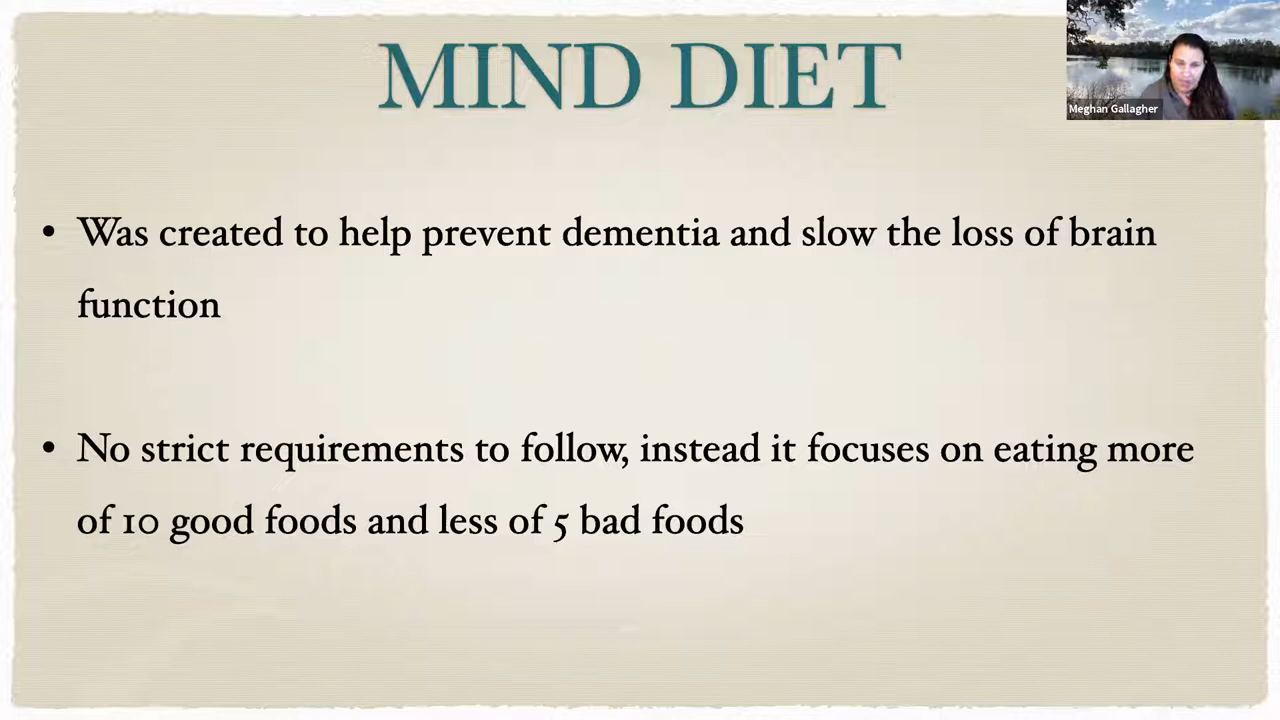 MIND DIET
Meghan Gallagher
• Was created to help prevent dementia and slow the loss of brain
function
• No strict requirements to follow, instead it focuses on eating more
of 10 good foods and less of 5 bad foods